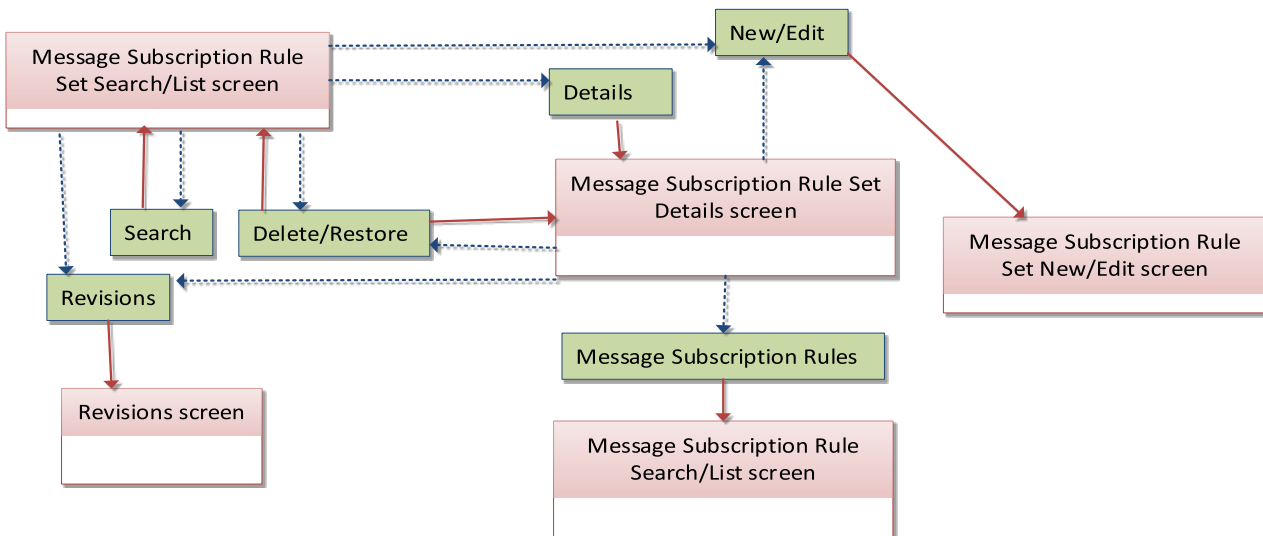 New/Edit
Message Subscription Rule
Set Search/List screen
Details
Message Subscription Rule Set
Details screen
Search
Delete/Restore
Message Subscription Rule
Set New/Edit screen
Revisions
Message Subscription Rules
Revisions screen
Message Subscription Rule
Search/List screen